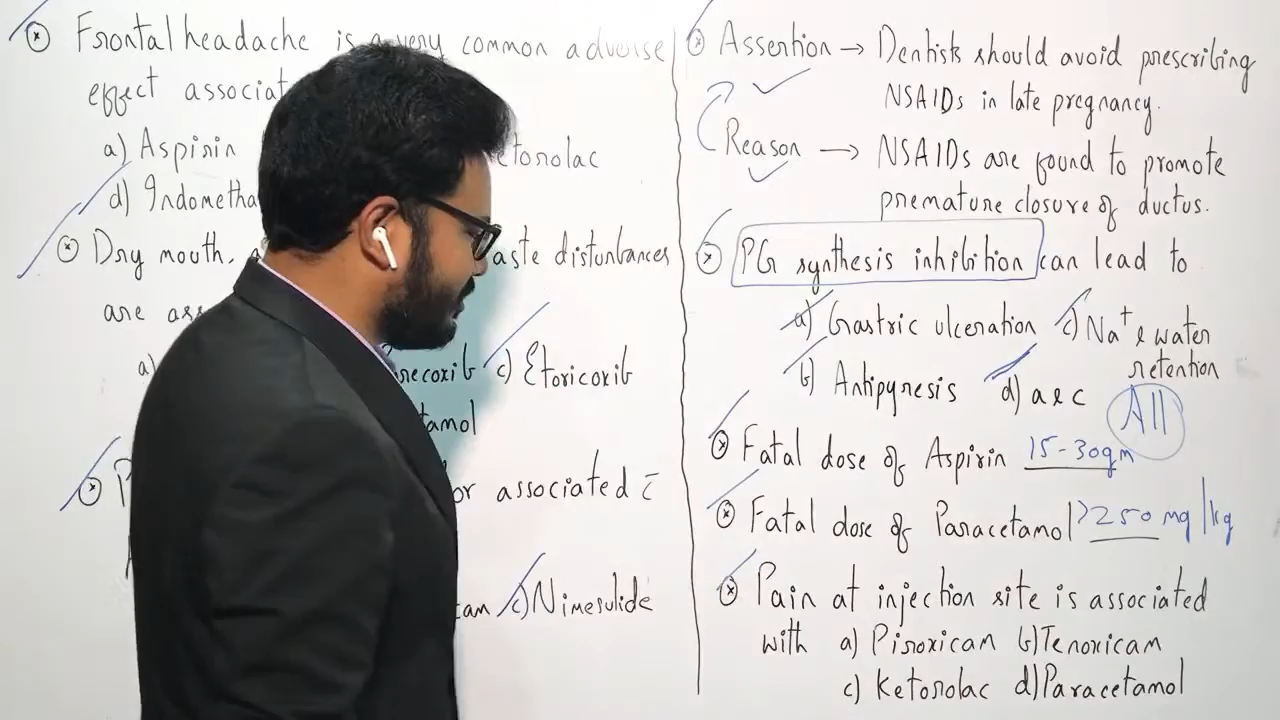 Frontal headache is a very common adverse
effect associat
a) Aspirin etorolac
d) Indometha
Dry mouth, aste disturbances
are ass
a) recoxib c) Etoricoxib
tamol
P or associated c̄
cam c) Nimesulide
Assertion → Dentists should avoid prescribing
NSAIDs in late pregnancy.
Reason → NSAIDs are found to promote
premature closure of ductus.
PG synthesis inhibition can lead to
a) Gastric ulceration c) Na+ & water
retention
b) Antipyresis d) a & c
All
Fatal dose of Aspirin 15-30gm
Fatal dose of Paracetamol >250 mg/kg
Pain at injection site is associated
with a) Piroxicam b) Tenoxicam
c) Ketorolac d) Paracetamol